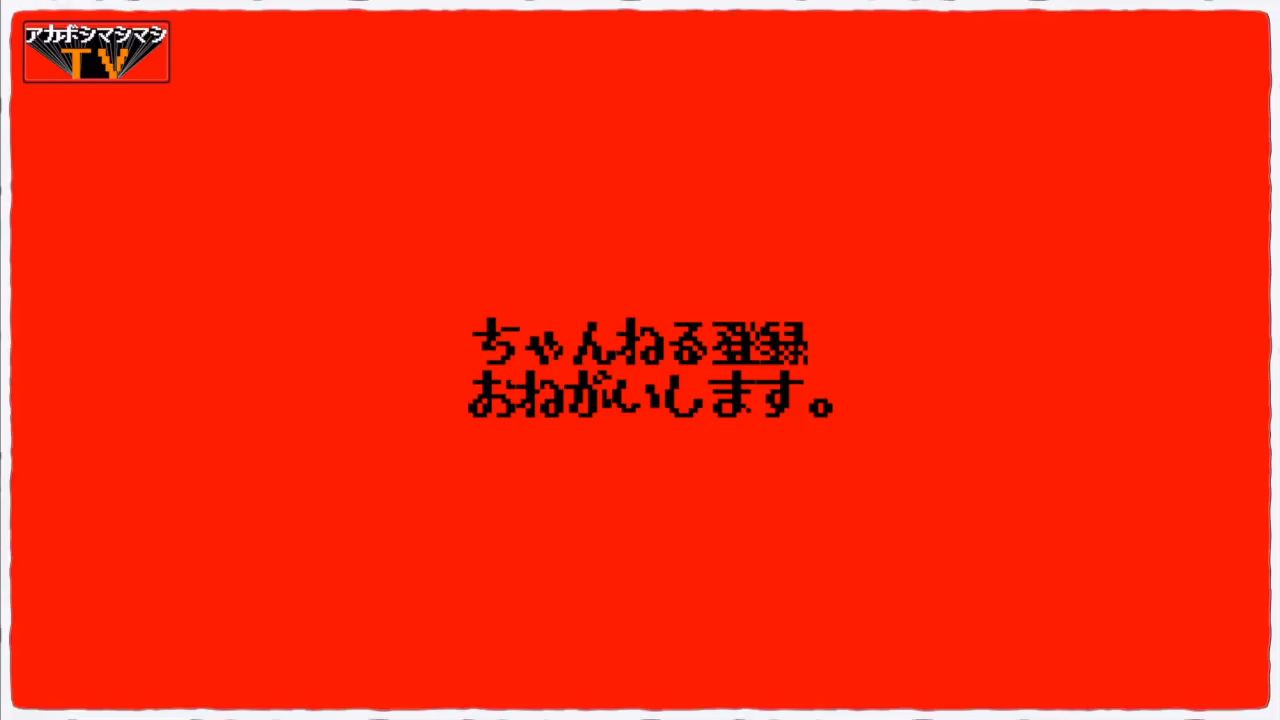 アカボシマシマシ
TV
ちゃんねる登録
おねがいします。